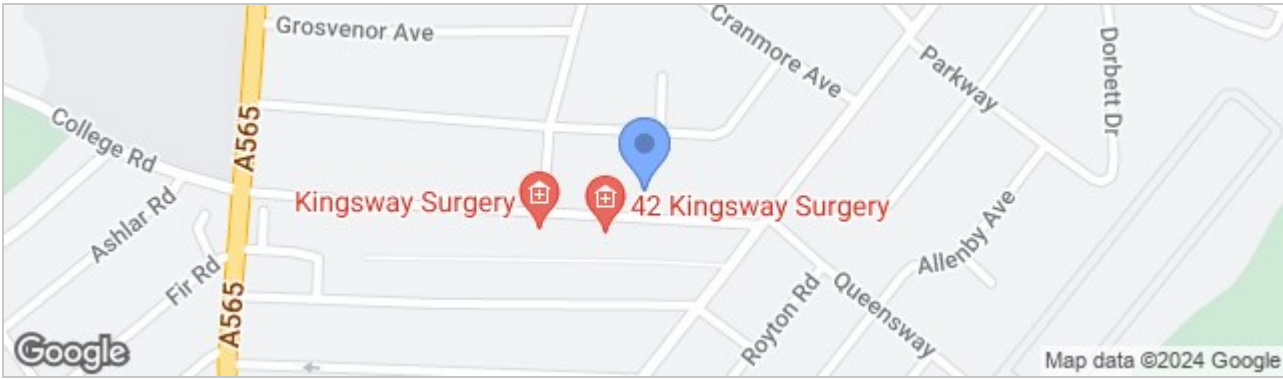 Grosvenor Ave
Cranmore Ave
Parkway
Dorbett Dr
College Rd
A565
Kingsway Surgery
42 Kingsway Surgery
Ashlar Rd
Fir Rd
Allenby Ave
A565
Royton Rd
Queensway
Google
Map data ©2024 Google